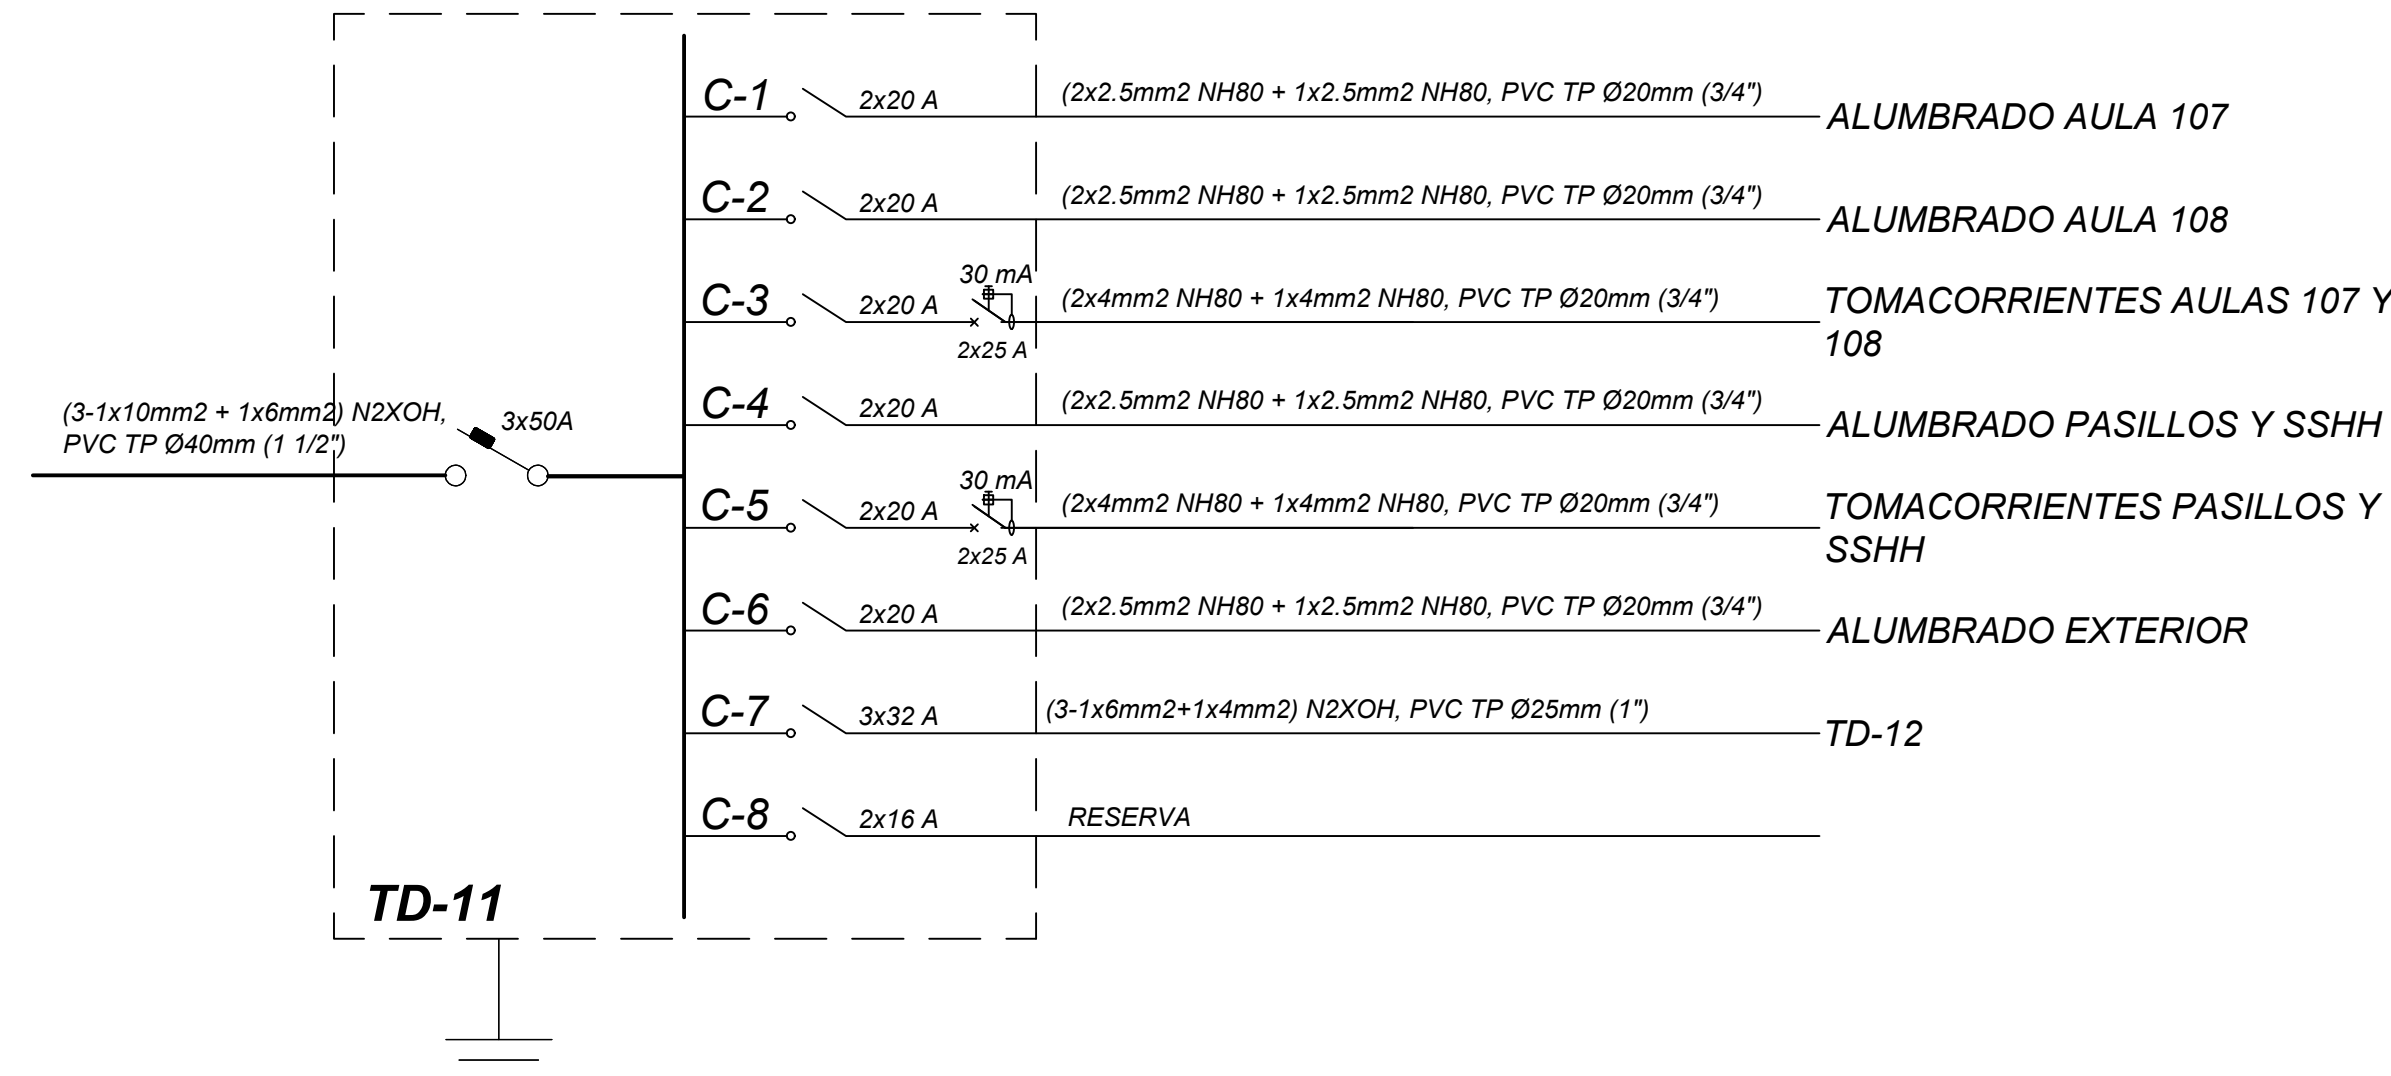 C-1 2x20 A (2x2.5mm2 NH80 + 1x2.5mm2 NH80, PVC TP Ø20mm (3/4") ALUMBRADO AULA 107
C-2 2x20 A (2x2.5mm2 NH80 + 1x2.5mm2 NH80, PVC TP Ø20mm (3/4") ALUMBRADO AULA 108
30 mA
C-3 2x20 A (2x4mm2 NH80 + 1x4mm2 NH80, PVC TP Ø20mm (3/4") TOMACORRIENTES AULAS 107 Y
2x25 A 108
(3-1x10mm2 + 1x6mm2) N2XOH, 3x50A
PVC TP Ø40mm (1 1/2")
C-4 2x20 A (2x2.5mm2 NH80 + 1x2.5mm2 NH80, PVC TP Ø20mm (3/4") ALUMBRADO PASILLOS Y SSHH
30 mA
C-5 2x20 A (2x4mm2 NH80 + 1x4mm2 NH80, PVC TP Ø20mm (3/4") TOMACORRIENTES PASILLOS Y
2x25 A SSHH
C-6 2x20 A (2x2.5mm2 NH80 + 1x2.5mm2 NH80, PVC TP Ø20mm (3/4") ALUMBRADO EXTERIOR
C-7 3x32 A (3-1x6mm2+1x4mm2) N2XOH, PVC TP Ø25mm (1") TD-12
C-8 2x16 A RESERVA
TD-11